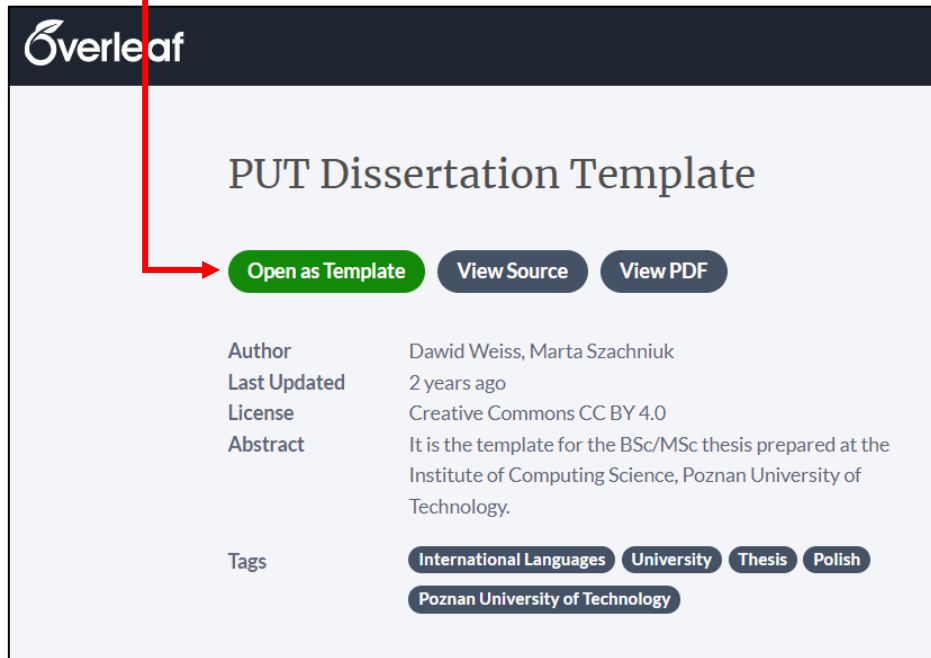 Overleaf
PUT Dissertation Template
Open as Template View Source View PDF
Author Dawid Weiss, Marta Szachniuk
Last Updated 2 years ago
License Creative Commons CC BY 4.0
Abstract It is the template for the BSc/MSc thesis prepared at the
Institute of Computing Science, Poznan University of
Technology.
Tags International Languages University Thesis Polish
Poznan University of Technology